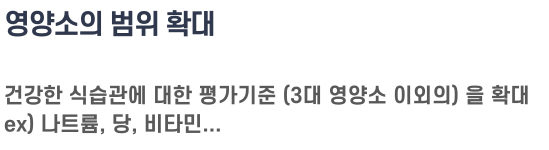 영양소의 범위 확대
건강한 식습관에 대한 평가기준 (3대 영양소 이외의) 을 확대
ex) 나트륨, 당, 비타민...